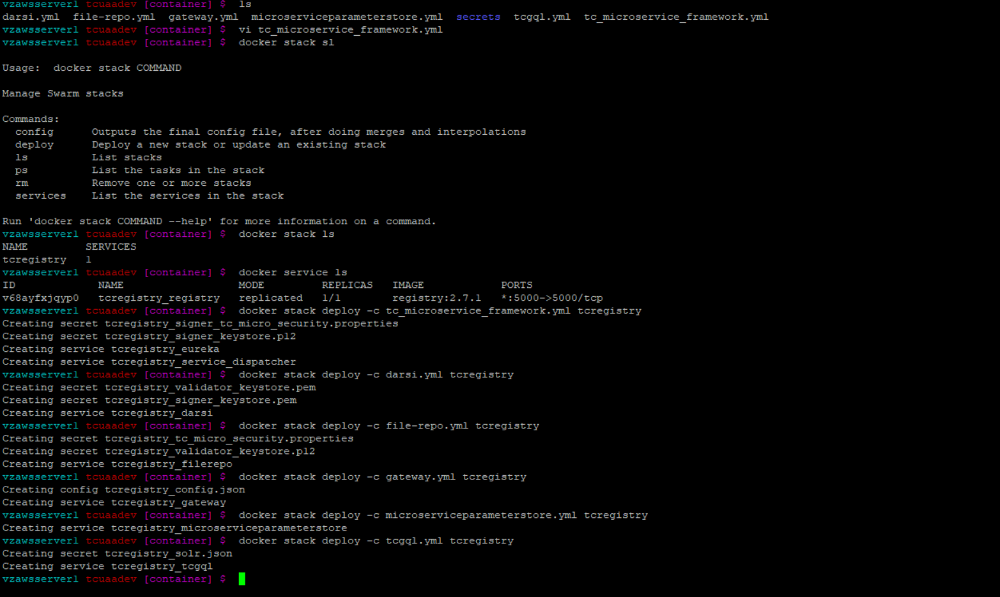 vzawsserver1 tcuaadev [container] $  ls
darsi.yml  file-repo.yml  gateway.yml  microserviceparameterstore.yml  secrets  tcgql.yml  tc_microservice_framework.yml
vzawsserver1 tcuaadev [container] $  vi tc_microservice_framework.yml
vzawsserver1 tcuaadev [container] $  docker stack sl
Usage:  docker stack COMMAND
Manage Swarm stacks
Commands:
  config      Outputs the final config file, after doing merges and interpolations
  deploy      Deploy a new stack or update an existing stack
  ls          List stacks
  ps          List the tasks in the stack
  rm          Remove one or more stacks
  services    List the services in the stack
Run 'docker stack COMMAND --help' for more information on a command.
vzawsserver1 tcuaadev [container] $  docker stack ls
NAME         SERVICES
tcregistry   1
vzawsserver1 tcuaadev [container] $  docker service ls
ID             NAME                  MODE         REPLICAS   IMAGE            PORTS
v68ayfxjqyp0   tcregistry_registry   replicated   1/1        registry:2.7.1   *:5000->5000/tcp
vzawsserver1 tcuaadev [container] $  docker stack deploy -c tc_microservice_framework.yml tcregistry
Creating secret tcregistry_signer_tc_micro_security.properties
Creating secret tcregistry_signer_keystore.p12
Creating service tcregistry_eureka
Creating service tcregistry_service_dispatcher
vzawsserver1 tcuaadev [container] $  docker stack deploy -c darsi.yml tcregistry
Creating secret tcregistry_validator_keystore.pem
Creating secret tcregistry_signer_keystore.pem
Creating service tcregistry_darsi
vzawsserver1 tcuaadev [container] $  docker stack deploy -c file-repo.yml tcregistry
Creating secret tcregistry_tc_micro_security.properties
Creating secret tcregistry_validator_keystore.p12
Creating service tcregistry_filerepo
vzawsserver1 tcuaadev [container] $  docker stack deploy -c gateway.yml tcregistry
Creating config tcregistry_config.json
Creating service tcregistry_gateway
vzawsserver1 tcuaadev [container] $  docker stack deploy -c microserviceparameterstore.yml tcregistry
Creating service tcregistry_microserviceparameterstore
vzawsserver1 tcuaadev [container] $  docker stack deploy -c tcgql.yml tcregistry
Creating secret tcregistry_solr.json
Creating service tcregistry_tcgql
vzawsserver1 tcuaadev [container] $